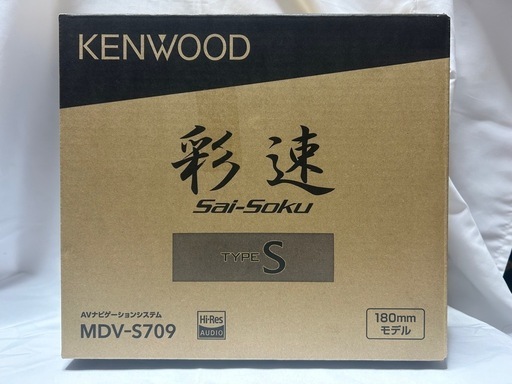 KENWOOD
彩速
Sai-Soku
TYPE S
AVナビゲーションシステム
MDV-S709
Hi-Res
AUDIO
180mm
モデル